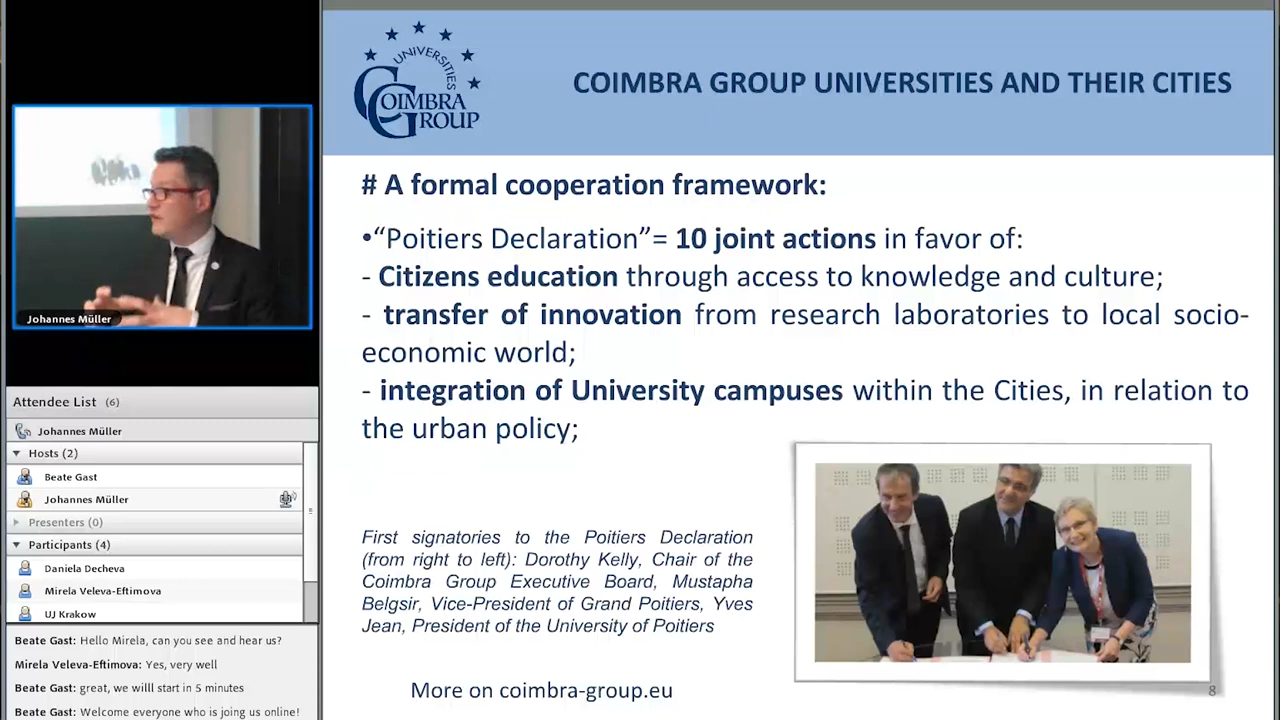 Johannes Müller
Attendee List (6)
Johannes Müller
Hosts (2)
Beate Gast
Johannes Müller
Presenters (0)
Participants (4)
Daniela Decheva
Mirela Veleva-Eftimova
UJ Krakow
Beate Gast: Hello Mirela, can you see and hear us?
Mirela Veleva-Eftimova: Yes, very well
Beate Gast: great, we willl start in 5 minutes
Beate Gast: Welcome everyone who is joing us online!
UNIVERSITIES
COIMBRA
GROUP
COIMBRA GROUP UNIVERSITIES AND THEIR CITIES
# A formal cooperation framework:
•“Poitiers Declaration”= 10 joint actions in favor of:
- Citizens education through access to knowledge and culture;
- transfer of innovation from research laboratories to local socio-
economic world;
- integration of University campuses within the Cities, in relation to
the urban policy;
First signatories to the Poitiers Declaration
(from right to left): Dorothy Kelly, Chair of the
Coimbra Group Executive Board, Mustapha
Belgsir, Vice-President of Grand Poitiers, Yves
Jean, President of the University of Poitiers
More on coimbra-group.eu
8